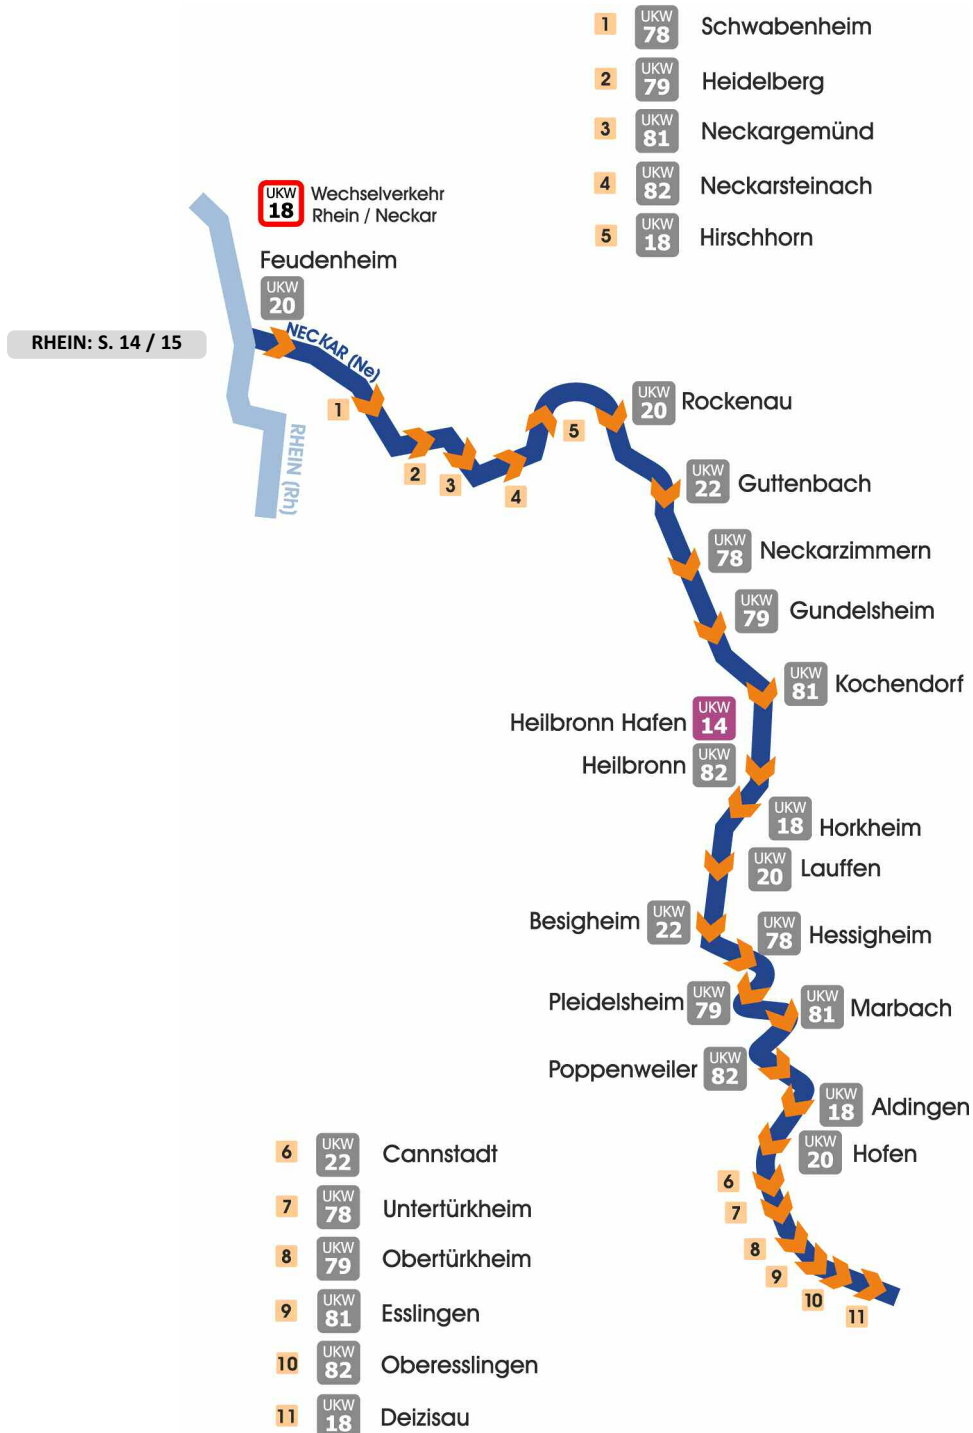 1 UKW 78 Schwabenheim
2 UKW 79 Heidelberg
3 UKW 81 Neckargemünd
4 UKW 82 Neckarsteinach
5 UKW 18 Hirschhorn
UKW 18 Wechselverkehr
Rhein / Neckar
Feudenheim
UKW 20
RHEIN: S. 14 / 15
NECKAR (Ne)
RHEIN (Rh)
1
2
3
4
5
UKW 20 Rockenau
UKW 22 Guttenbach
UKW 78 Neckarzimmern
UKW 79 Gundelsheim
UKW 81 Kochendorf
Heilbronn Hafen UKW 14
Heilbronn UKW 82
UKW 18 Horkheim
UKW 20 Lauffen
Besigheim UKW 22
UKW 78 Hessigheim
Pleidelsheim UKW 79
UKW 81 Marbach
Poppenweiler UKW 82
UKW 18 Aldingen
UKW 20 Hofen
6
7
8
9
10
11
6 UKW 22 Cannstadt
7 UKW 78 Untertürkheim
8 UKW 79 Obertürkheim
9 UKW 81 Esslingen
10 UKW 82 Oberesslingen
11 UKW 18 Deizisau